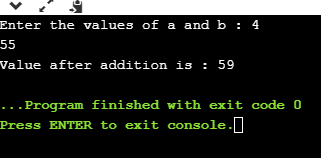 Enter the values of a and b : 4
55
Value after addition is : 59
...Program finished with exit code 0
Press ENTER to exit console.